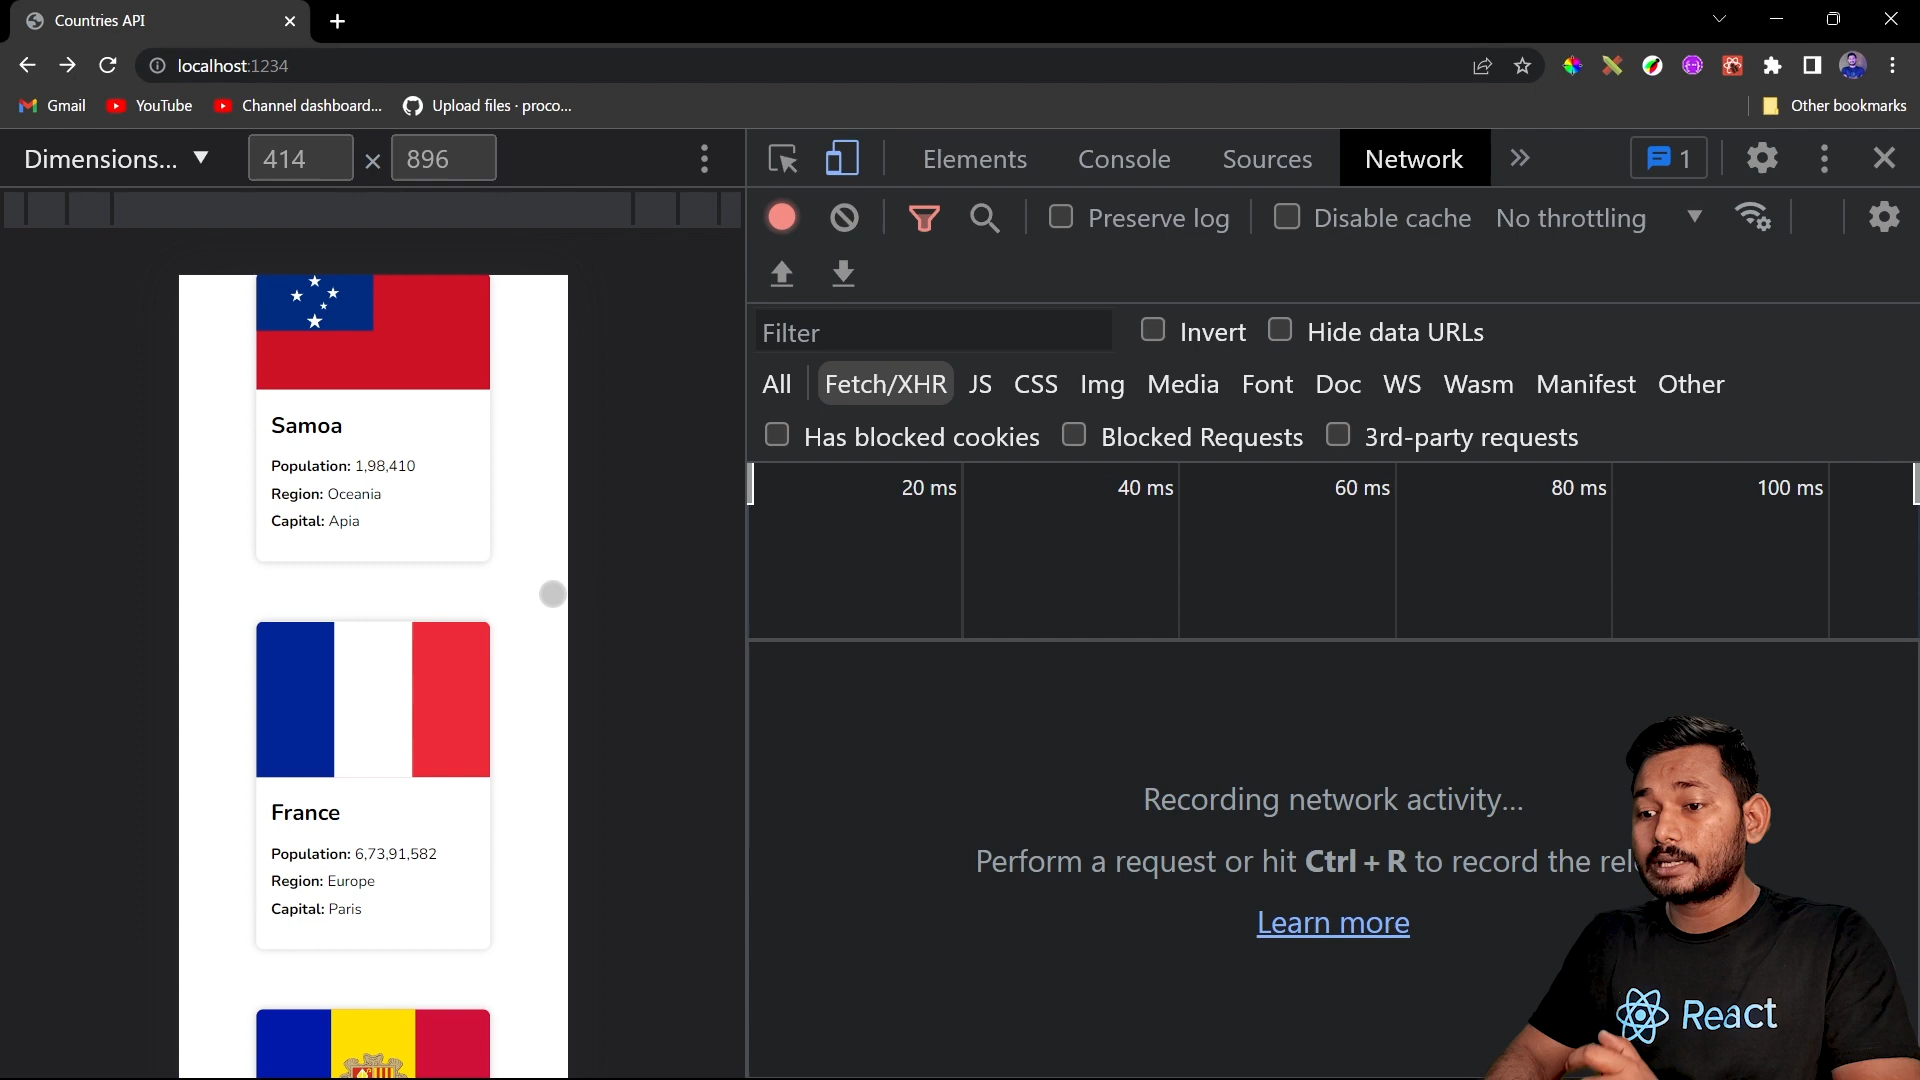 Countries API
localhost:1234
Gmail
YouTube
Channel dashboard...
Upload files · proco...
Other bookmarks
Dimensions...
414 × 896
Elements
Console
Sources
Network
1
Preserve log
Disable cache
No throttling
Filter
Invert
Hide data URLs
All
Fetch/XHR
JS
CSS
Img
Media
Font
Doc
WS
Wasm
Manifest
Other
Has blocked cookies
Blocked Requests
3rd-party requests
20 ms
40 ms
60 ms
80 ms
100 ms
Samoa
Population: 1,98,410
Region: Oceania
Capital: Apia
France
Population: 6,73,91,582
Region: Europe
Capital: Paris
Recording network activity...
Perform a request or hit Ctrl + R to record the
Learn more
React